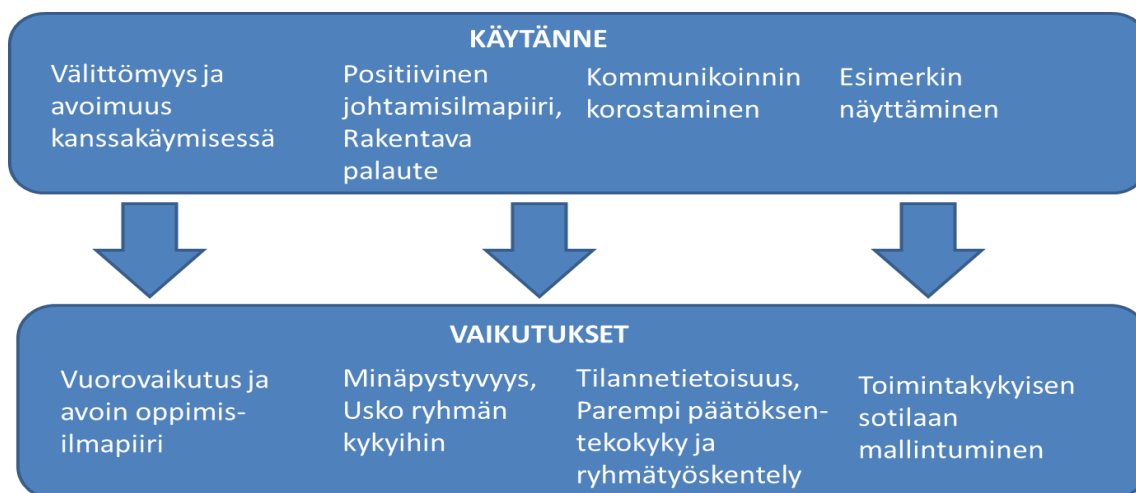 KÄYTÄNNE
Välittömyys ja
avoimuus
kanssakäymisessä
Positiivinen
johtamisilmapiiri,
Rakentava
palaute
Kommunikoinnin
korostaminen
Esimerkin
näyttäminen
VAIKUTUKSET
Vuorovaikutus ja
avoin oppimis-
ilmapiiri
Minäpystyvyys,
Usko ryhmän
kykyihin
Tilannetietoisuus,
Parempi päätöksen-
tekokyky ja
ryhmätyöskentely
Toimintakykyisen
sotilaan
mallintuminen